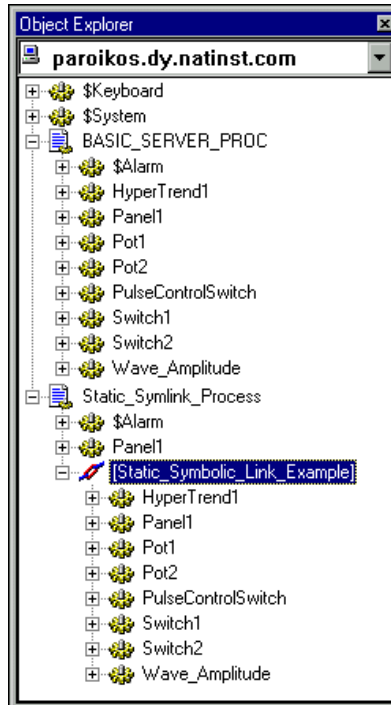 Object Explorer
paroikos.dy.natinst.com
$Keyboard
$System
BASIC_SERVER_PROC
$Alarm
HyperTrend1
Panel1
Pot1
Pot2
PulseControlSwitch
Switch1
Switch2
Wave_Amplitude
Static_Symlink_Process
$Alarm
Panel1
[Static_Symbolic_Link_Example]
HyperTrend1
Panel1
Pot1
Pot2
PulseControlSwitch
Switch1
Switch2
Wave_Amplitude